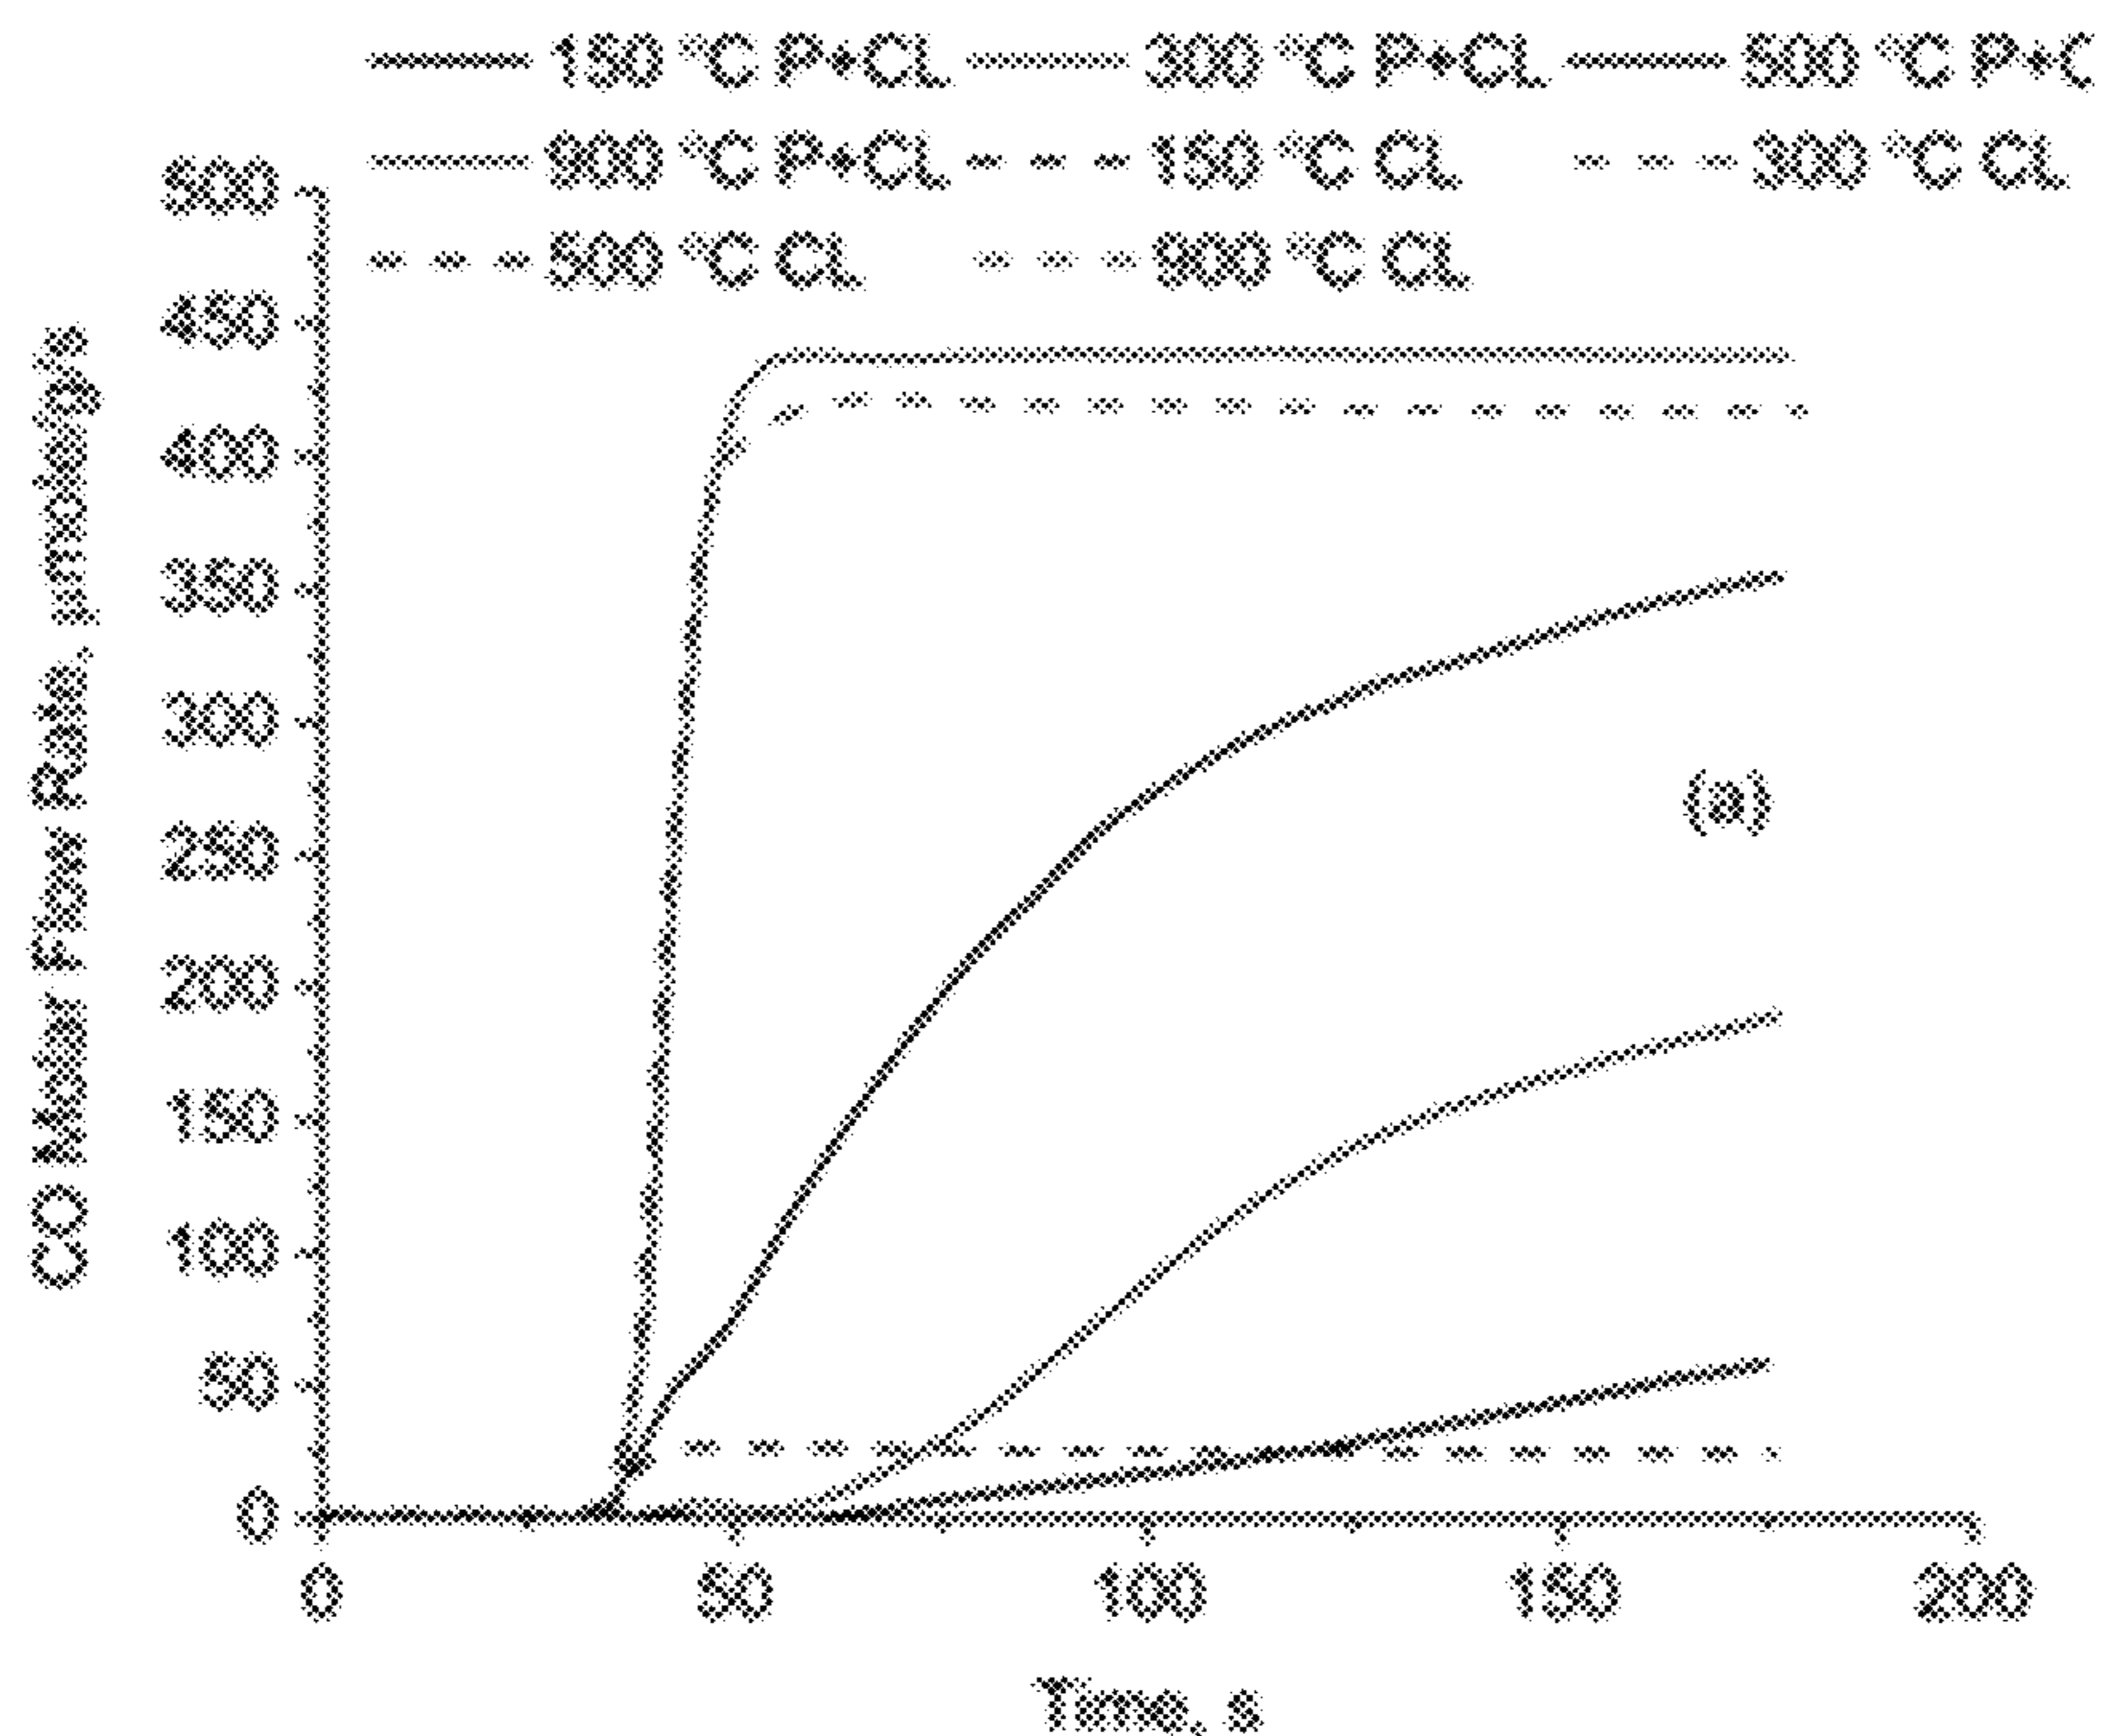 150 °C P+CL 300 °C P+CL 500 °C P+C
900 °C P+CL 150 °C CL 300 °C CL
500 °C CL 900 °C CL
500
450
400
350
300
250
200
150
100
50
0
CO Molar Flow Rate, μmol/g/s
(a)
0 50 100 150 200
Time, s